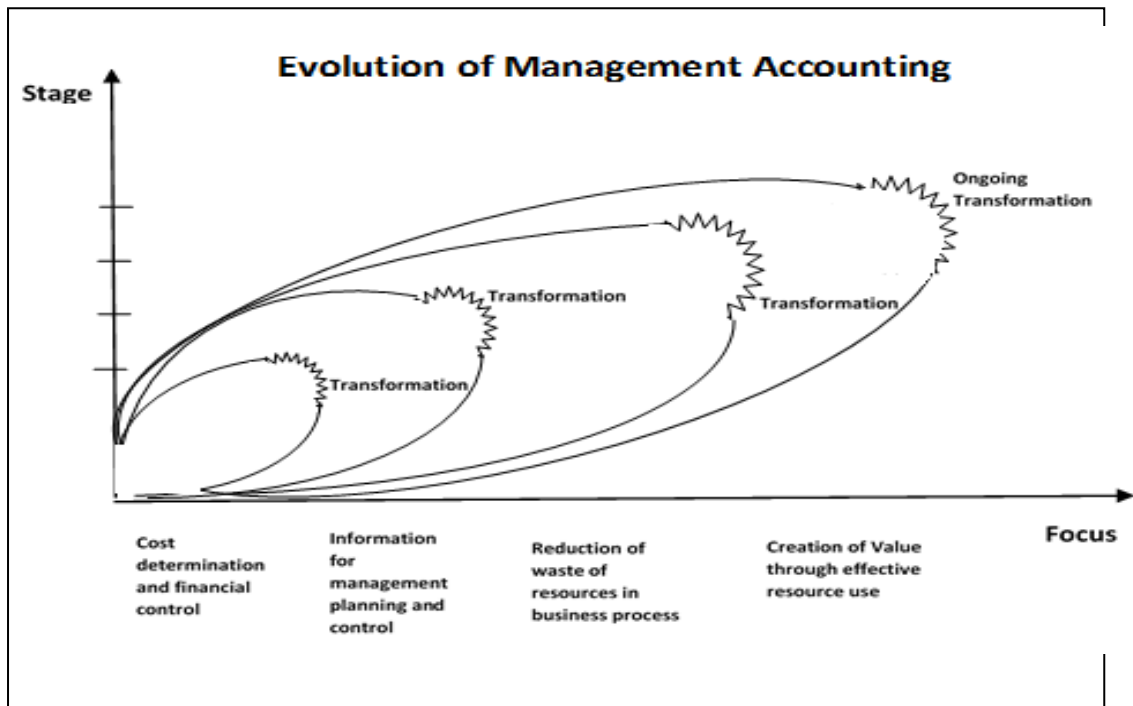 Evolution of Management Accounting
Stage
Ongoing
Transformation
Transformation
Transformation
Transformation
Focus
Cost
determination
and financial
control
Information
for
management
planning and
control
Reduction of
waste of
resources in
business process
Creation of Value
through effective
resource use